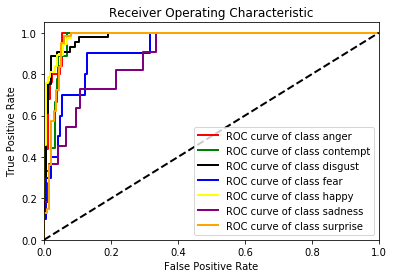 Receiver Operating Characteristic
True Positive Rate
1.0
0.8
0.6
0.4
0.2
0.0
ROC curve of class anger
ROC curve of class contempt
ROC curve of class disgust
ROC curve of class fear
ROC curve of class happy
ROC curve of class sadness
ROC curve of class surprise
0.0 0.2 0.4 0.6 0.8 1.0
False Positive Rate